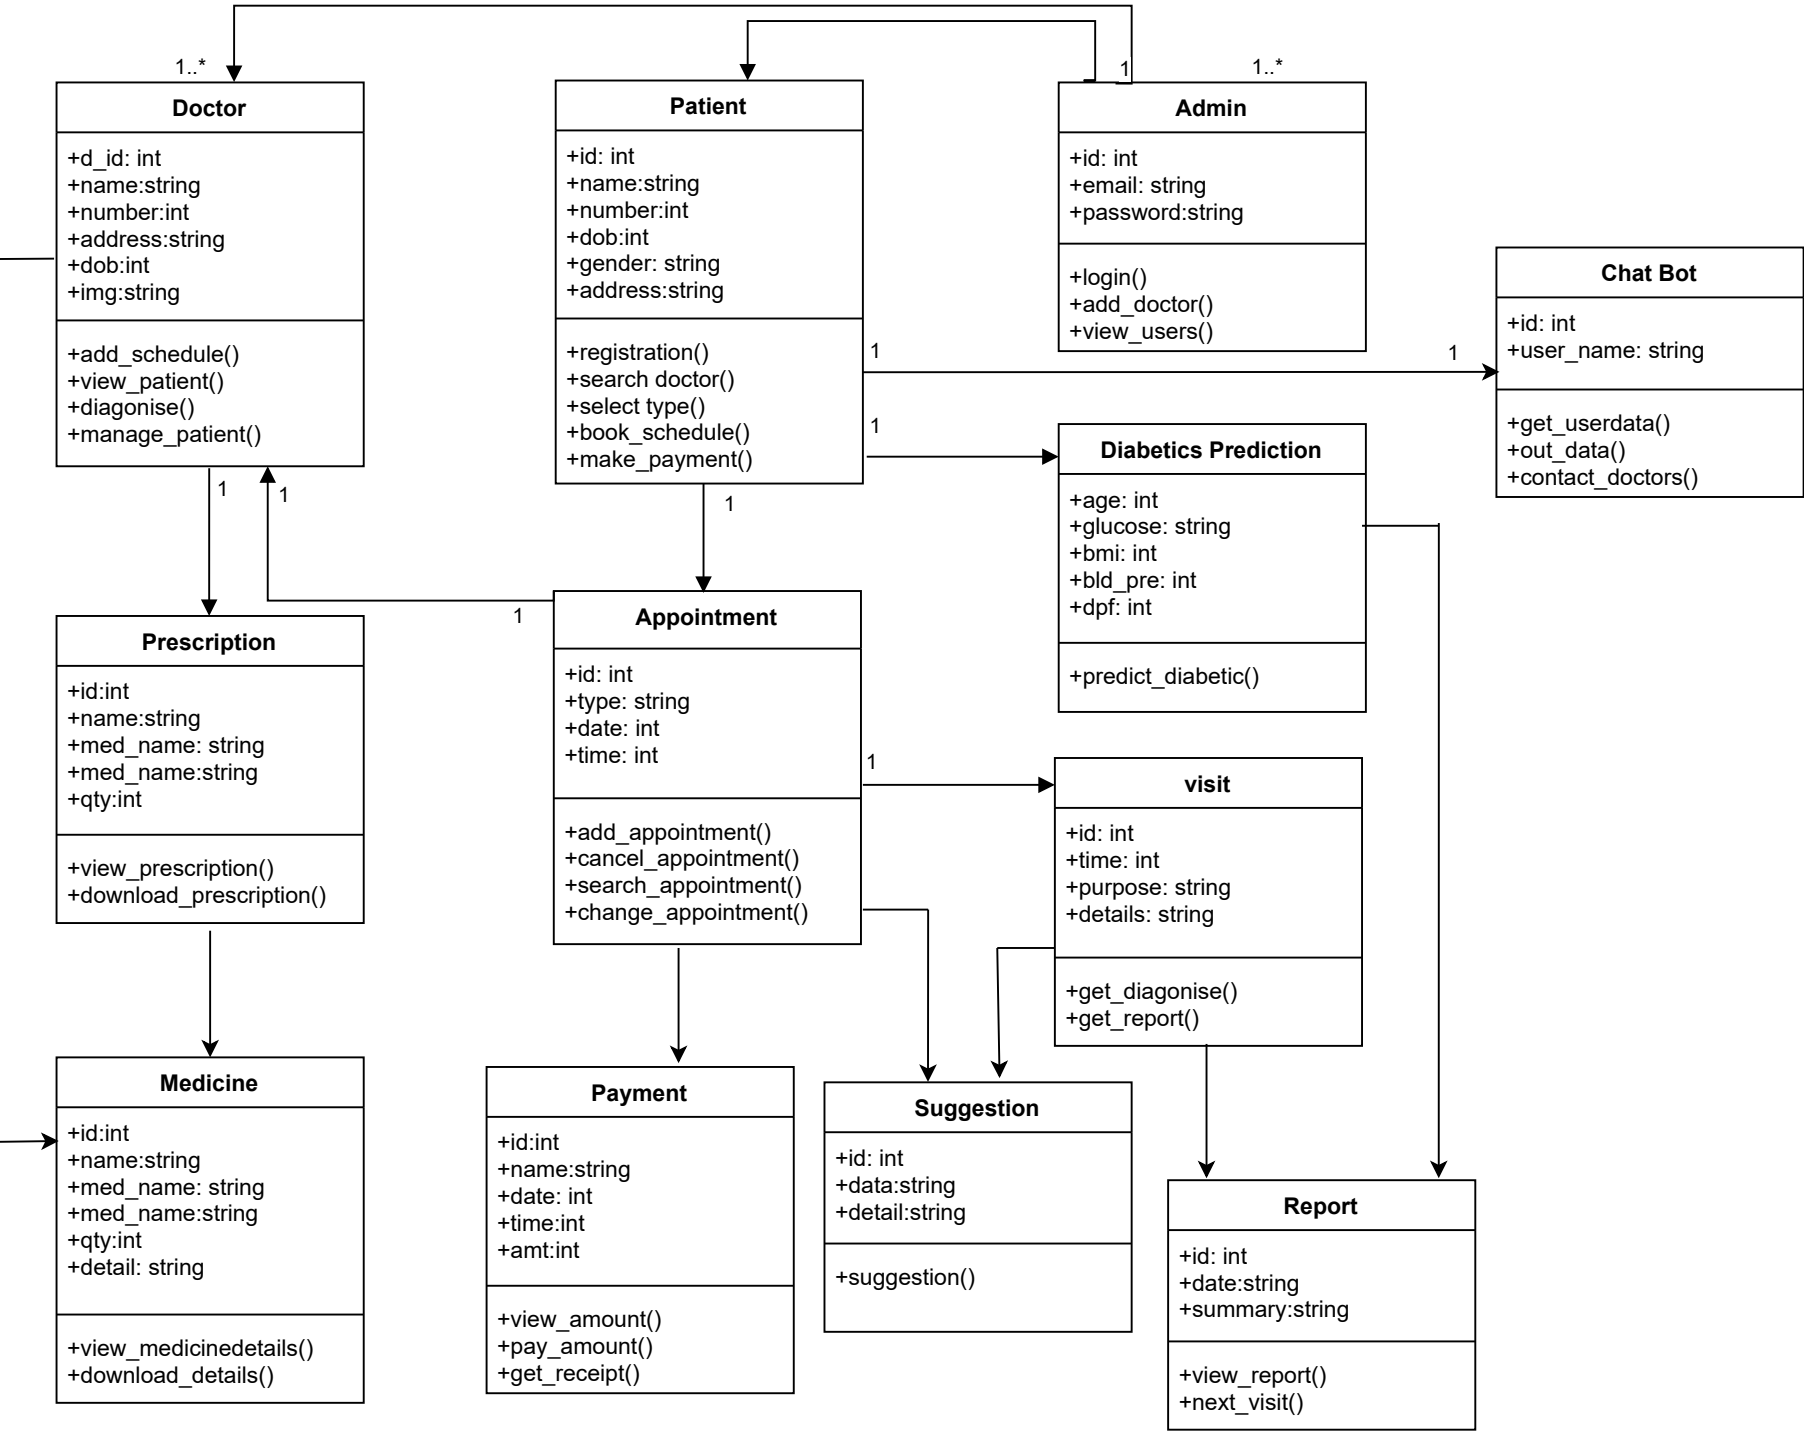 1..*
1
1..*
Doctor
+d_id: int
+name:string
+number:int
+address:string
+dob:int
+img:string
+add_schedule()
+view_patient()
+diagonise()
+manage_patient()
Patient
+id: int
+name:string
+number:int
+dob:int
+gender: string
+address:string
+registration()
+search doctor()
+select type()
+book_schedule()
+make_payment()
Admin
+id: int
+email: string
+password:string
+login()
+add_doctor()
+view_users()
1
1
Chat Bot
+id: int
+user_name: string
+get_userdata()
+out_data()
+contact_doctors()
1
Diabetics Prediction
+age: int
+glucose: string
+bmi: int
+bld_pre: int
+dpf: int
+predict_diabetic()
1
1
1
1
Prescription
+id:int
+name:string
+med_name: string
+med_name:string
+qty:int
+view_prescription()
+download_prescription()
Appointment
+id: int
+type: string
+date: int
+time: int
+add_appointment()
+cancel_appointment()
+search_appointment()
+change_appointment()
1
visit
+id: int
+time: int
+purpose: string
+details: string
+get_diagonise()
+get_report()
Medicine
+id:int
+name:string
+med_name: string
+med_name:string
+qty:int
+detail: string
+view_medicinedetails()
+download_details()
Payment
+id:int
+name:string
+date: int
+time:int
+amt:int
+view_amount()
+pay_amount()
+get_receipt()
Suggestion
+id: int
+data:string
+detail:string
+suggestion()
Report
+id: int
+date:string
+summary:string
+view_report()
+next_visit()